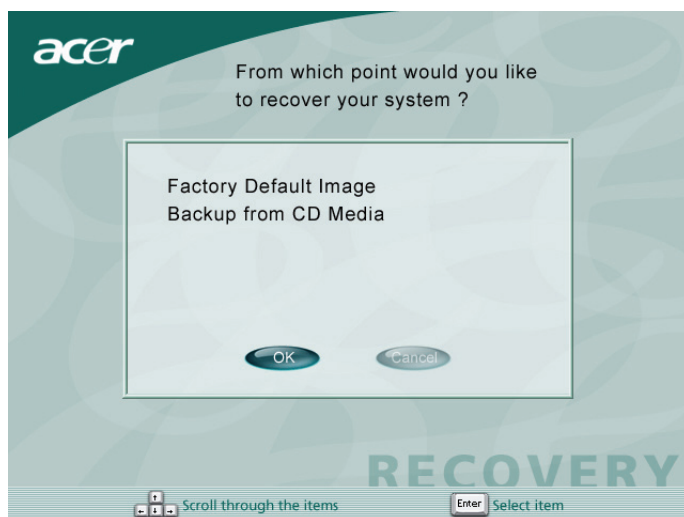 acer
From which point would you like
to recover your system ?
Factory Default Image
Backup from CD Media
OK Cancel
RECOVERY
↑
← ↓ → Scroll through the items Enter Select item